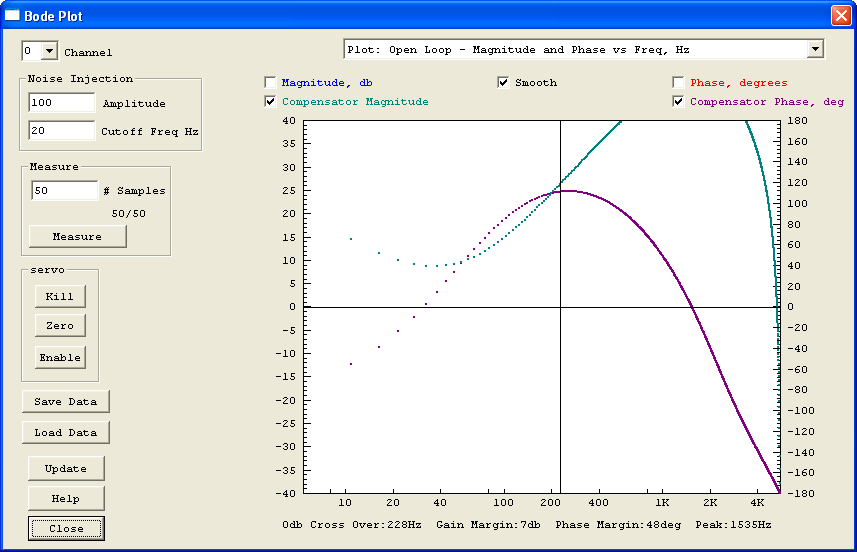 Bode Plot
0 Channel
Plot: Open Loop - Magnitude and Phase vs Freq, Hz
Noise Injection
100 Amplitude
20 Cutoff Freq Hz
Magnitude, db
Smooth
Phase, degrees
Compensator Magnitude
Compensator Phase, deg
Measure
50 # Samples
50/50
Measure
servo
Kill
Zero
Enable
Save Data
Load Data
Update
Help
Close
40
35
30
25
20
15
10
5
0
-5
-10
-15
-20
-25
-30
-35
-40
180
160
140
120
100
80
60
40
20
0
-20
-40
-60
-80
-100
-120
-140
-160
-180
10 20 40 100 200 400 1K 2K 4K
0db Cross Over:228Hz Gain Margin:7db Phase Margin:48deg Peak:1535Hz